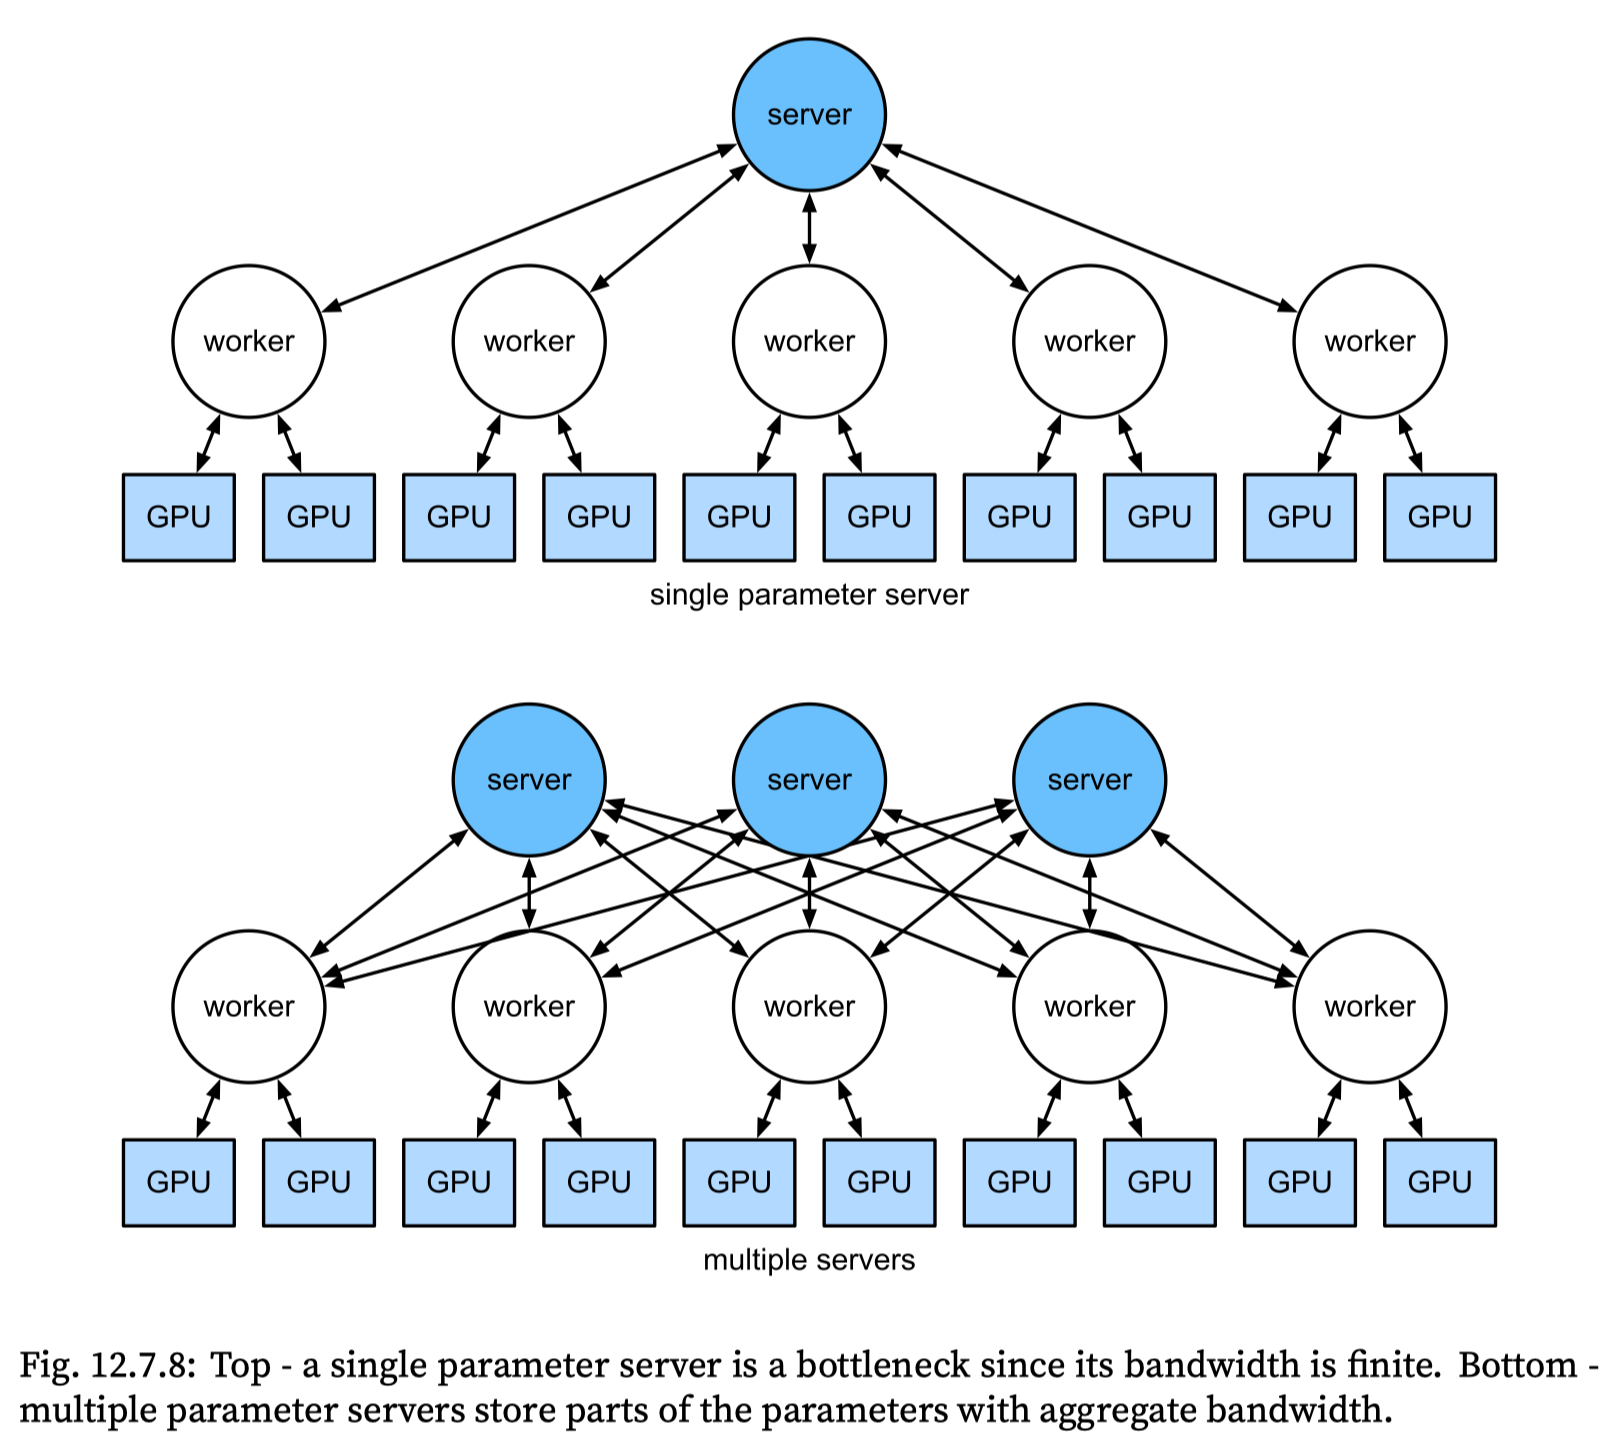 server
worker worker worker worker worker
GPU GPU GPU GPU GPU GPU GPU GPU GPU GPU
single parameter server
server server server
worker worker worker worker worker
GPU GPU GPU GPU GPU GPU GPU GPU GPU GPU
multiple servers
Fig. 12.7.8: Top - a single parameter server is a bottleneck since its bandwidth is finite. Bottom -
multiple parameter servers store parts of the parameters with aggregate bandwidth.